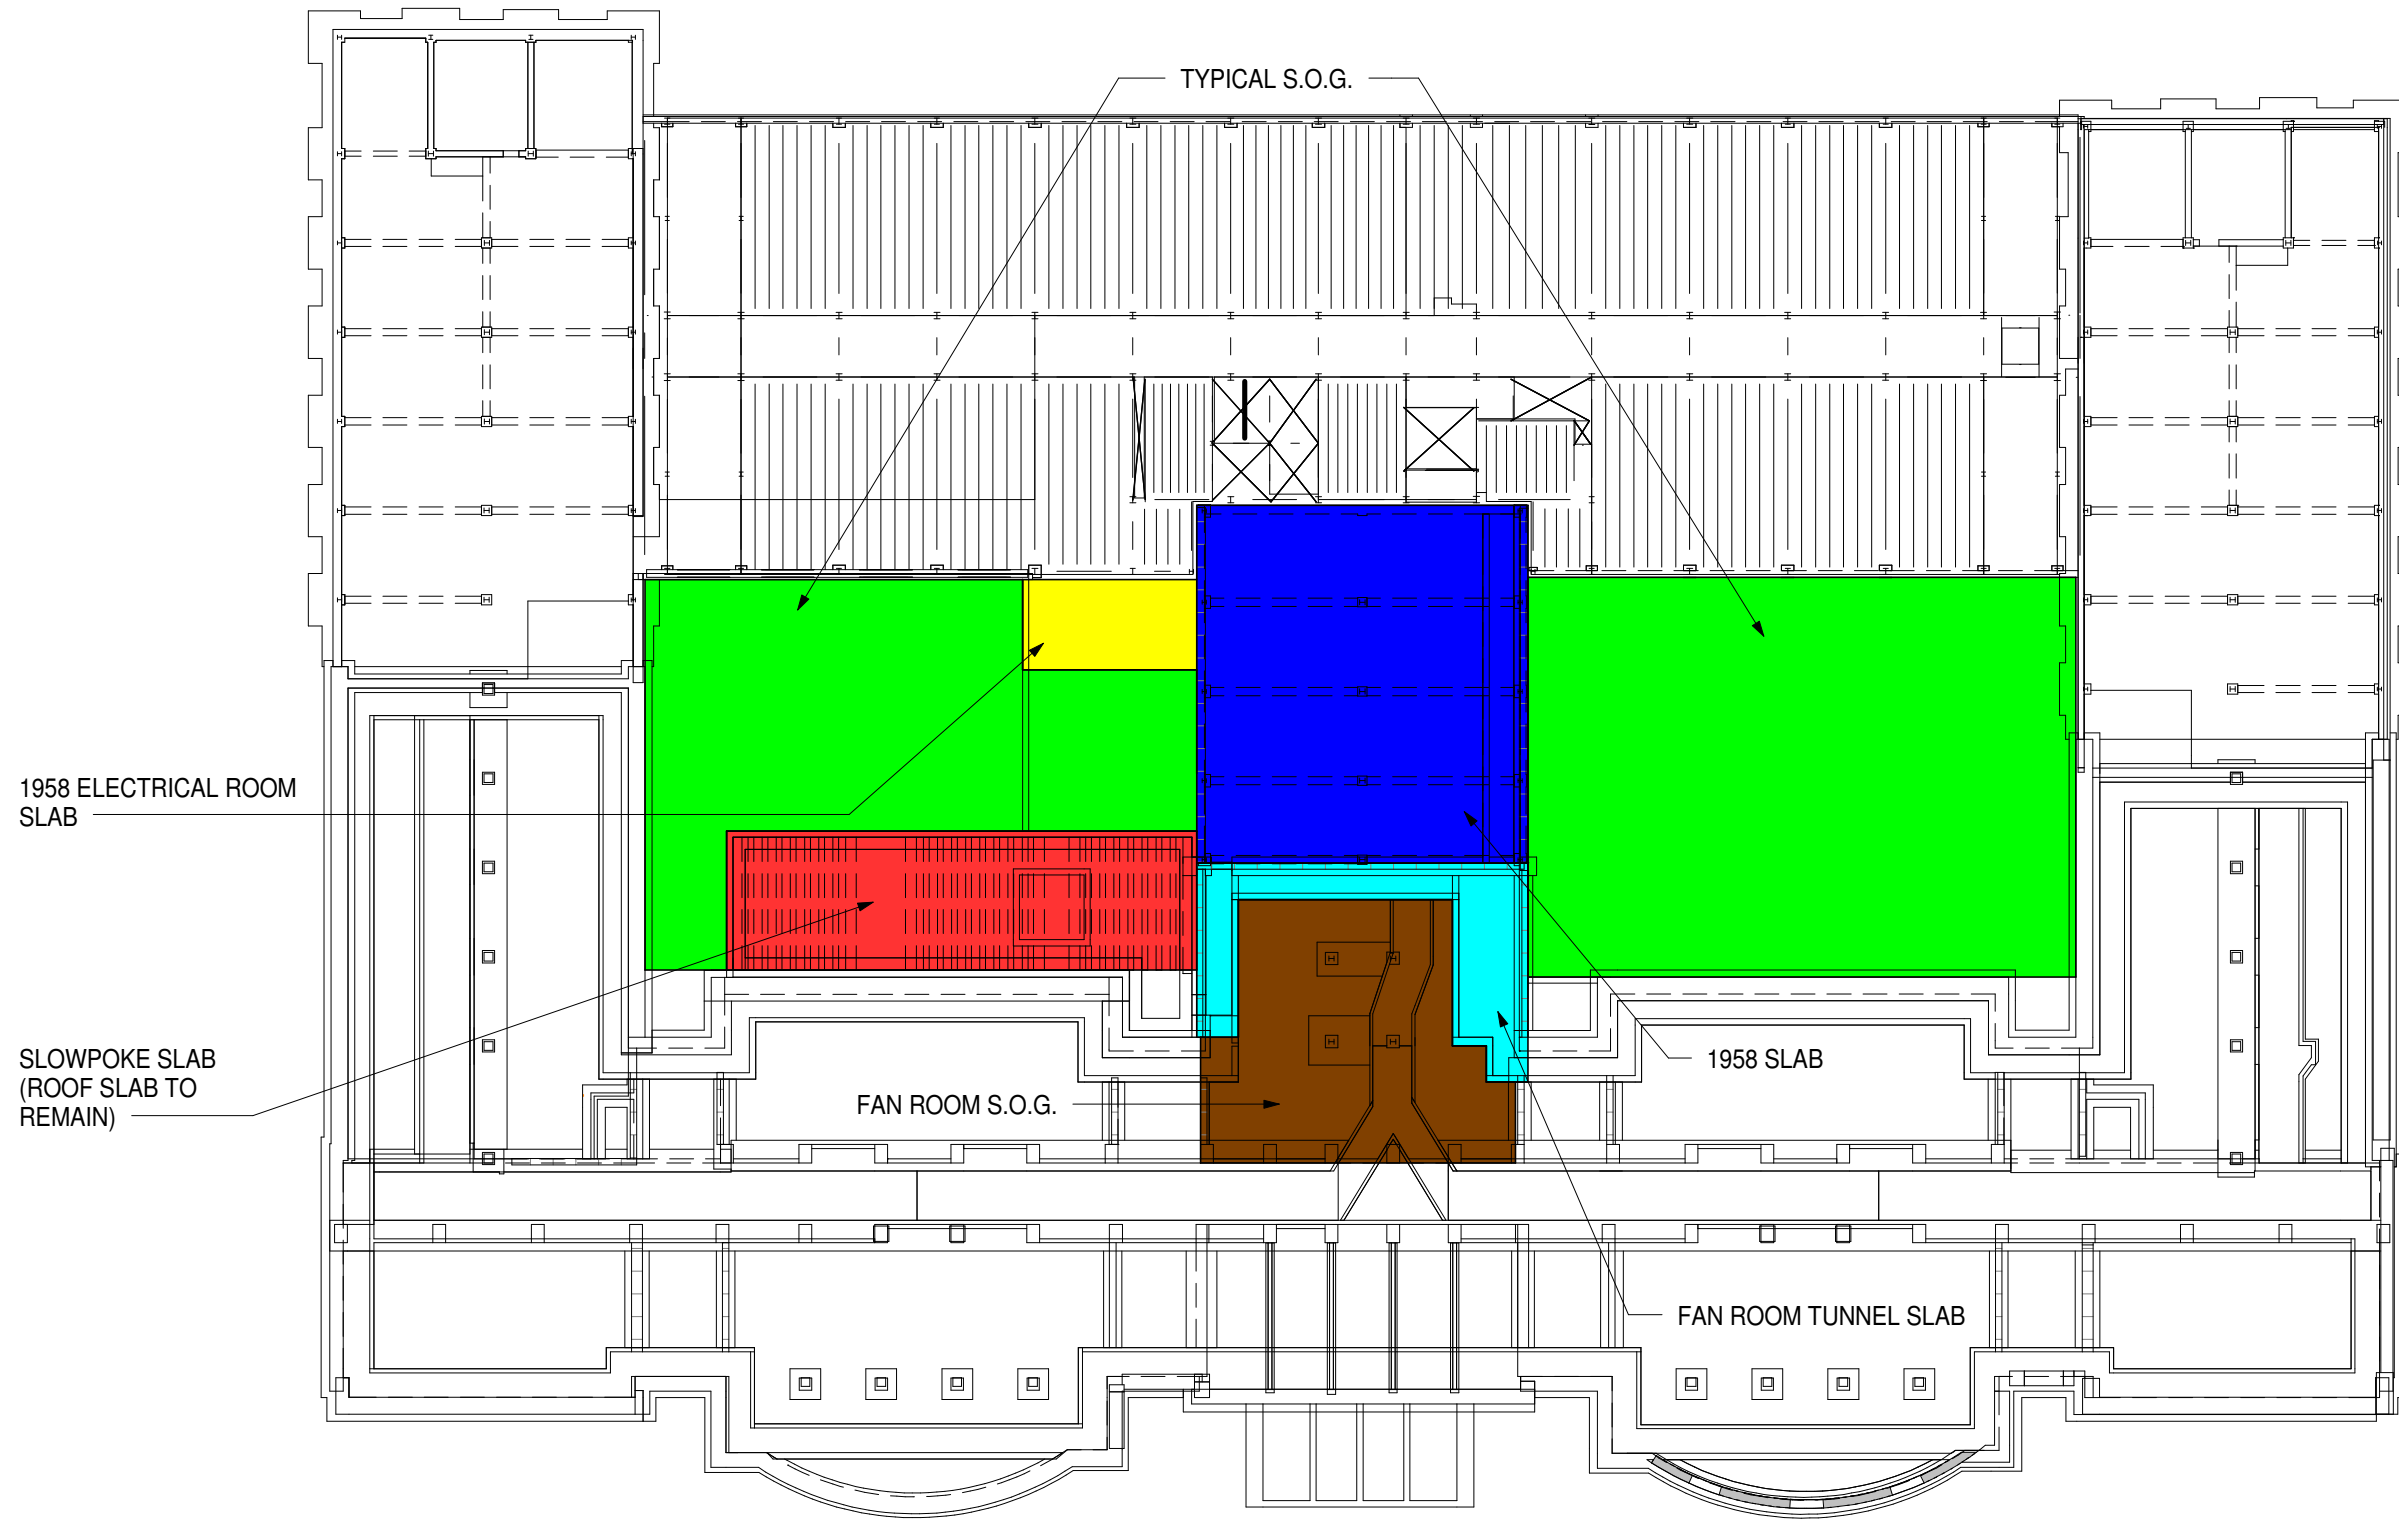 TYPICAL S.O.G.
1958 ELECTRICAL ROOM
SLAB
SLOWPOKE SLAB
(ROOF SLAB TO
REMAIN)
FAN ROOM S.O.G.
1958 SLAB
FAN ROOM TUNNEL SLAB